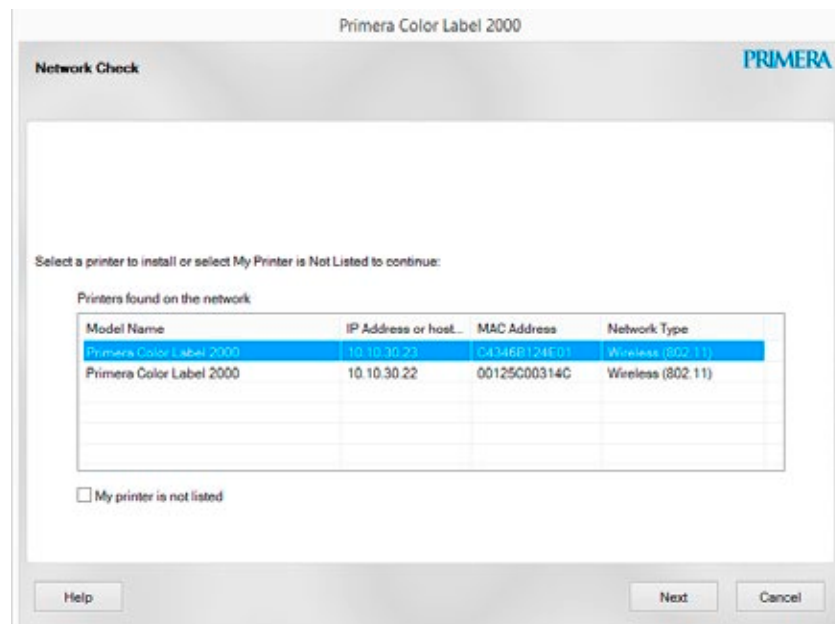 Primera Color Label 2000
Network Check
PRIMERA
Select a printer to install or select My Printer is Not Listed to continue:
Printers found on the network
Model Name IP Address or host... MAC Address Network Type
Primera Color Label 2000 10.10.30.23 C4346B124E01 Wireless (802.11)
Primera Color Label 2000 10.10.30.22 00125C00314C Wireless (802.11)
My printer is not listed
Help Next Cancel